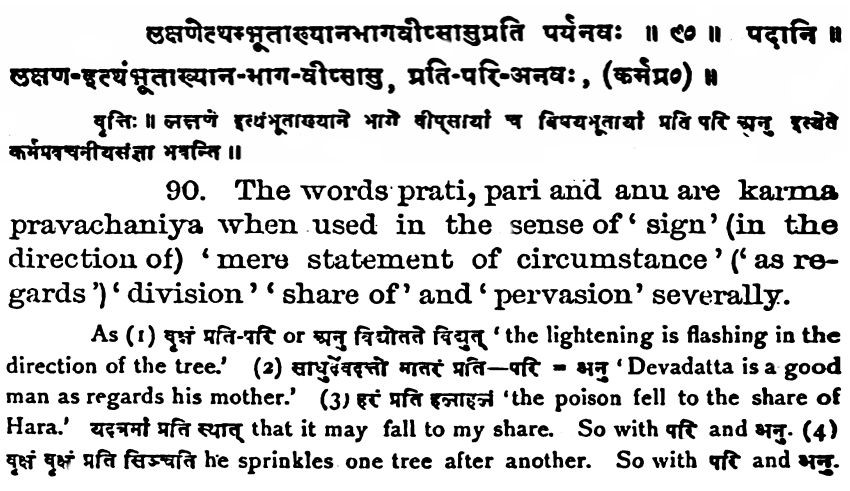 लक्षणेत्थम्भूताख्यानभागवीप्सासुप्रति पर्यनवः ॥ ९० ॥ पदानि ॥
लक्षण-इत्थंभूताख्यान-भाग-वीप्सासु, प्रति-परि-अनवः, (कर्मप्र०) ॥
वृत्तिः ॥ लक्षणे इत्थंभूताख्याने भागे वीप्सायां च विषयभूतायां प्रति परि अनु इत्येते
कर्मप्रवचनीयसंज्ञा भवन्ति ॥
90. The words prati, pari and anu are karma
pravachaniya when used in the sense of ‘ sign’ (in the
direction of) ‘ mere statement of circumstance ’ (‘ as re-
gards ’) ‘ division’ ‘ share of’ and ‘ pervasion’ severally.
As (1) वृक्षं प्रति-परि or अनु विद्योतते विद्युत् ‘ the lightening is flashing in the
direction of the tree.’ (2) साधुर्देवदत्तो मातरं प्रति—परि = अनु ‘ Devadatta is a good
man as regards his mother.’ (3) हरं प्रति हलाहलं ‘the poison fell to the share of
Hara.’ यदत्रमां प्रति स्यात् that it may fall to my share. So with परि and अनु. (4)
वृक्षं वृक्षं प्रति सिञ्चति he sprinkles one tree after another. So with परि and अनु.